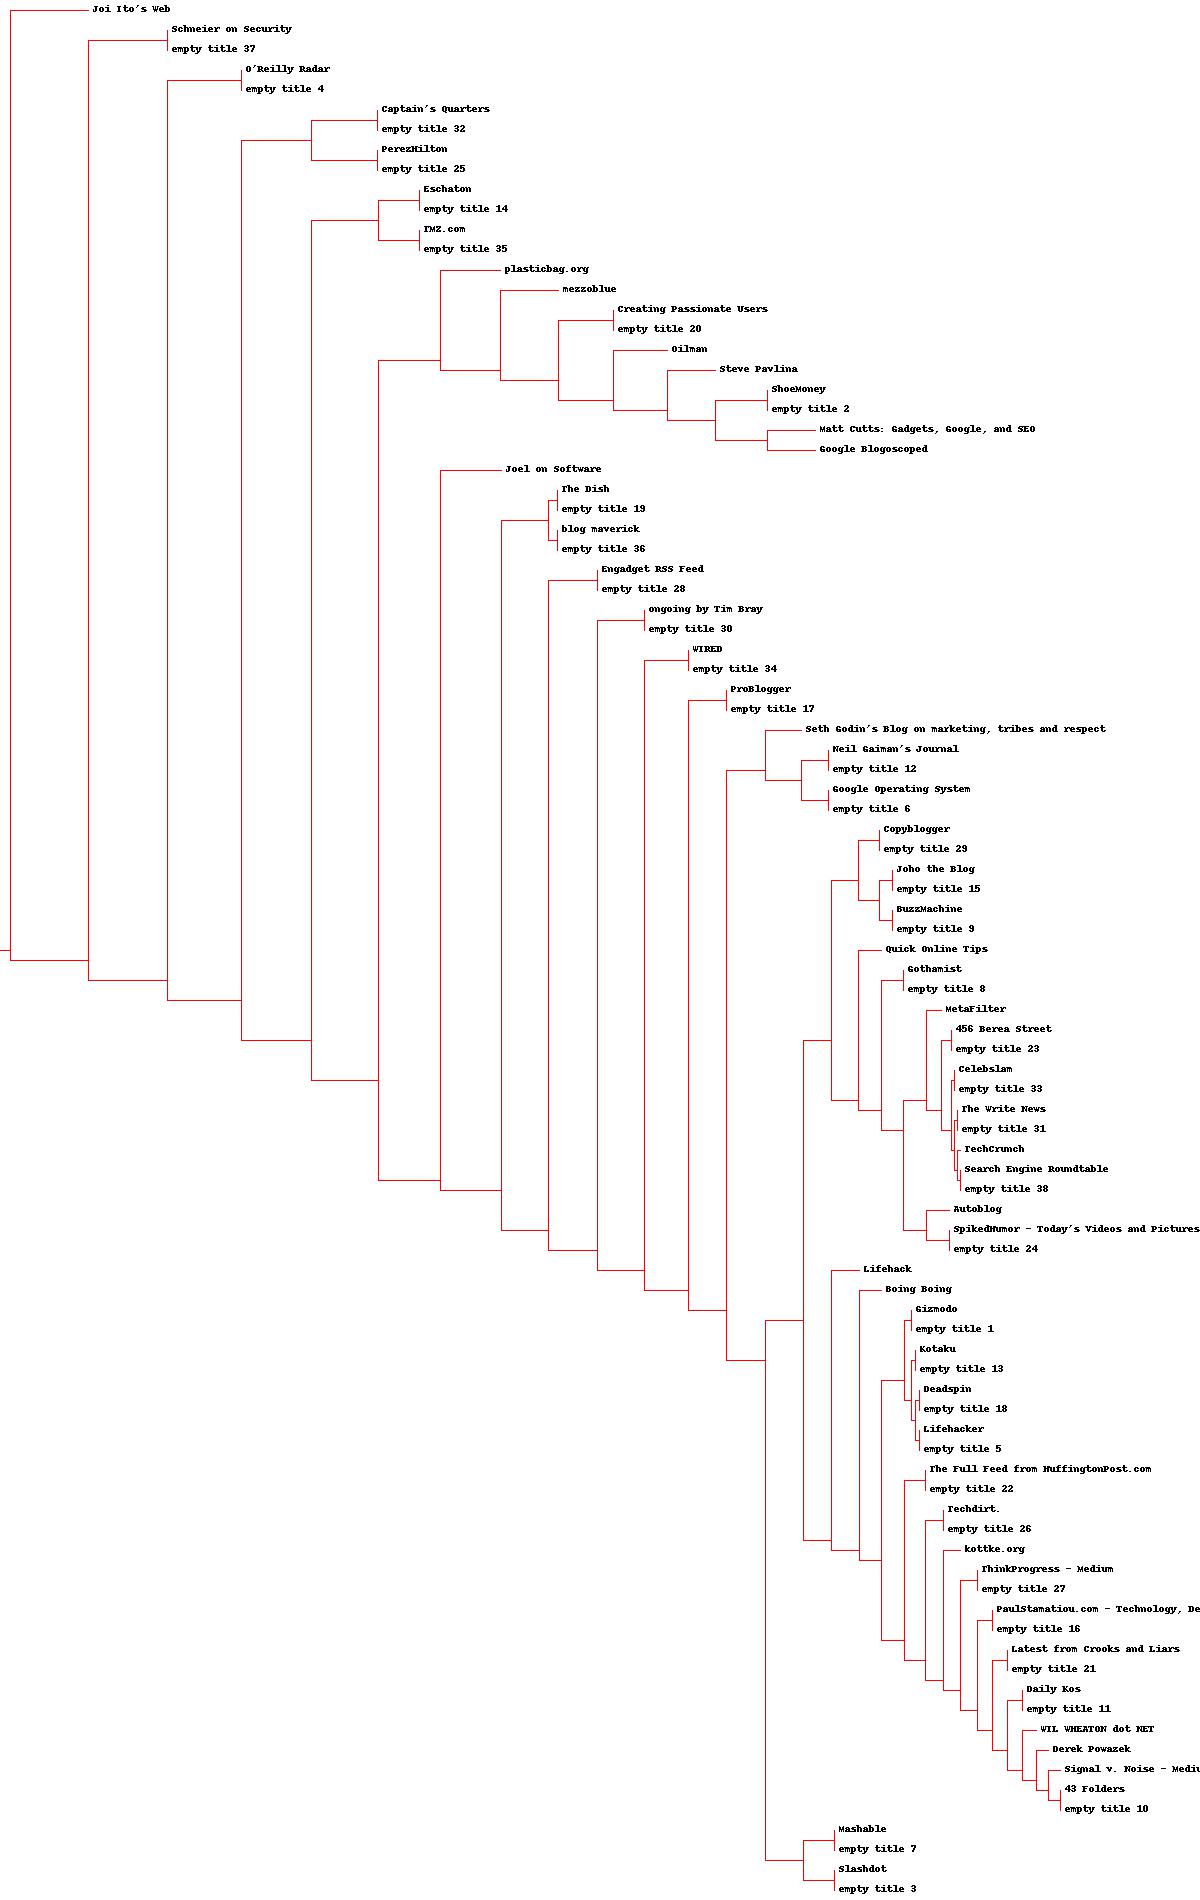 Joi Ito's Web
Schneier on Security
empty title 37
O'Reilly Radar
empty title 4
Captain's Quarters
empty title 32
PerezHilton
empty title 25
Eschaton
empty title 14
TMZ.com
empty title 35
plasticbag.org
mezzoblue
Creating Passionate Users
empty title 20
Oilman
Steve Pavlina
ShoeMoney
empty title 2
Matt Cutts: Gadgets, Google, and SEO
Google Blogoscoped
Joel on Software
The Dish
empty title 19
blog maverick
empty title 36
Engadget RSS Feed
empty title 28
ongoing by Tim Bray
empty title 30
WIRED
empty title 34
ProBlogger
empty title 17
Seth Godin's Blog on marketing, tribes and respect
Neil Gaiman's Journal
empty title 12
Google Operating System
empty title 6
Copyblogger
empty title 29
Joho the Blog
empty title 15
BuzzMachine
empty title 9
Quick Online Tips
Gothamist
empty title 8
MetaFilter
456 Berea Street
empty title 23
Celebslam
empty title 33
The Write News
empty title 31
TechCrunch
Search Engine Roundtable
empty title 38
Autoblog
SpikedHumor - Today's Videos and Pictures
empty title 24
Lifehack
Boing Boing
Gizmodo
empty title 1
Kotaku
empty title 13
Deadspin
empty title 18
Lifehacker
empty title 5
The Full Feed from HuffingtonPost.com
empty title 22
Techdirt.
empty title 26
kottke.org
ThinkProgress - Medium
empty title 27
PaulStamatiou.com - Technology, De
empty title 16
Latest from Crooks and Liars
empty title 21
Daily Kos
empty title 11
WIL WHEATON dot NET
Derek Powazek
Signal v. Noise - Mediu
43 Folders
empty title 10
Mashable
empty title 7
Slashdot
empty title 3